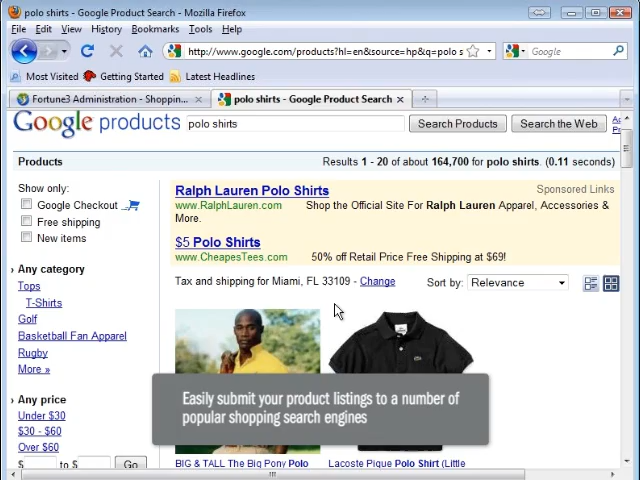 polo shirts - Google Product Search - Mozilla Firefox
File Edit View History Bookmarks Tools Help
http://www.google.com/products?hl=en&source=hp&q=polo s
Google
Most Visited Getting Started Latest Headlines
Fortune3 Administration - Shoppin... polo shirts - Google Product Search
Google products polo shirts Search Products Search the Web
Products Results 1 - 20 of about 164,700 for polo shirts. (0.11 seconds)
Show only:
Google Checkout
Free shipping
New items
Any category
Tops
T-Shirts
Golf
Basketball Fan Apparel
Rugby
More »
Any price
Under $30
$30 - $60
Over $60
$ to $ Go
Ralph Lauren Polo Shirts Sponsored Links
www.RalphLauren.com Shop the Official Site For Ralph Lauren Apparel, Accessories &
More.
$5 Polo Shirts
www.CheapesTees.com 50% off Retail Price Free Shipping at $69!
Tax and shipping for Miami, FL 33109 - Change Sort by: Relevance
Easily submit your product listings to a number of
popular shopping search engines
BIG & TALL The Big Pony Polo Lacoste Pique Polo Shirt (Little